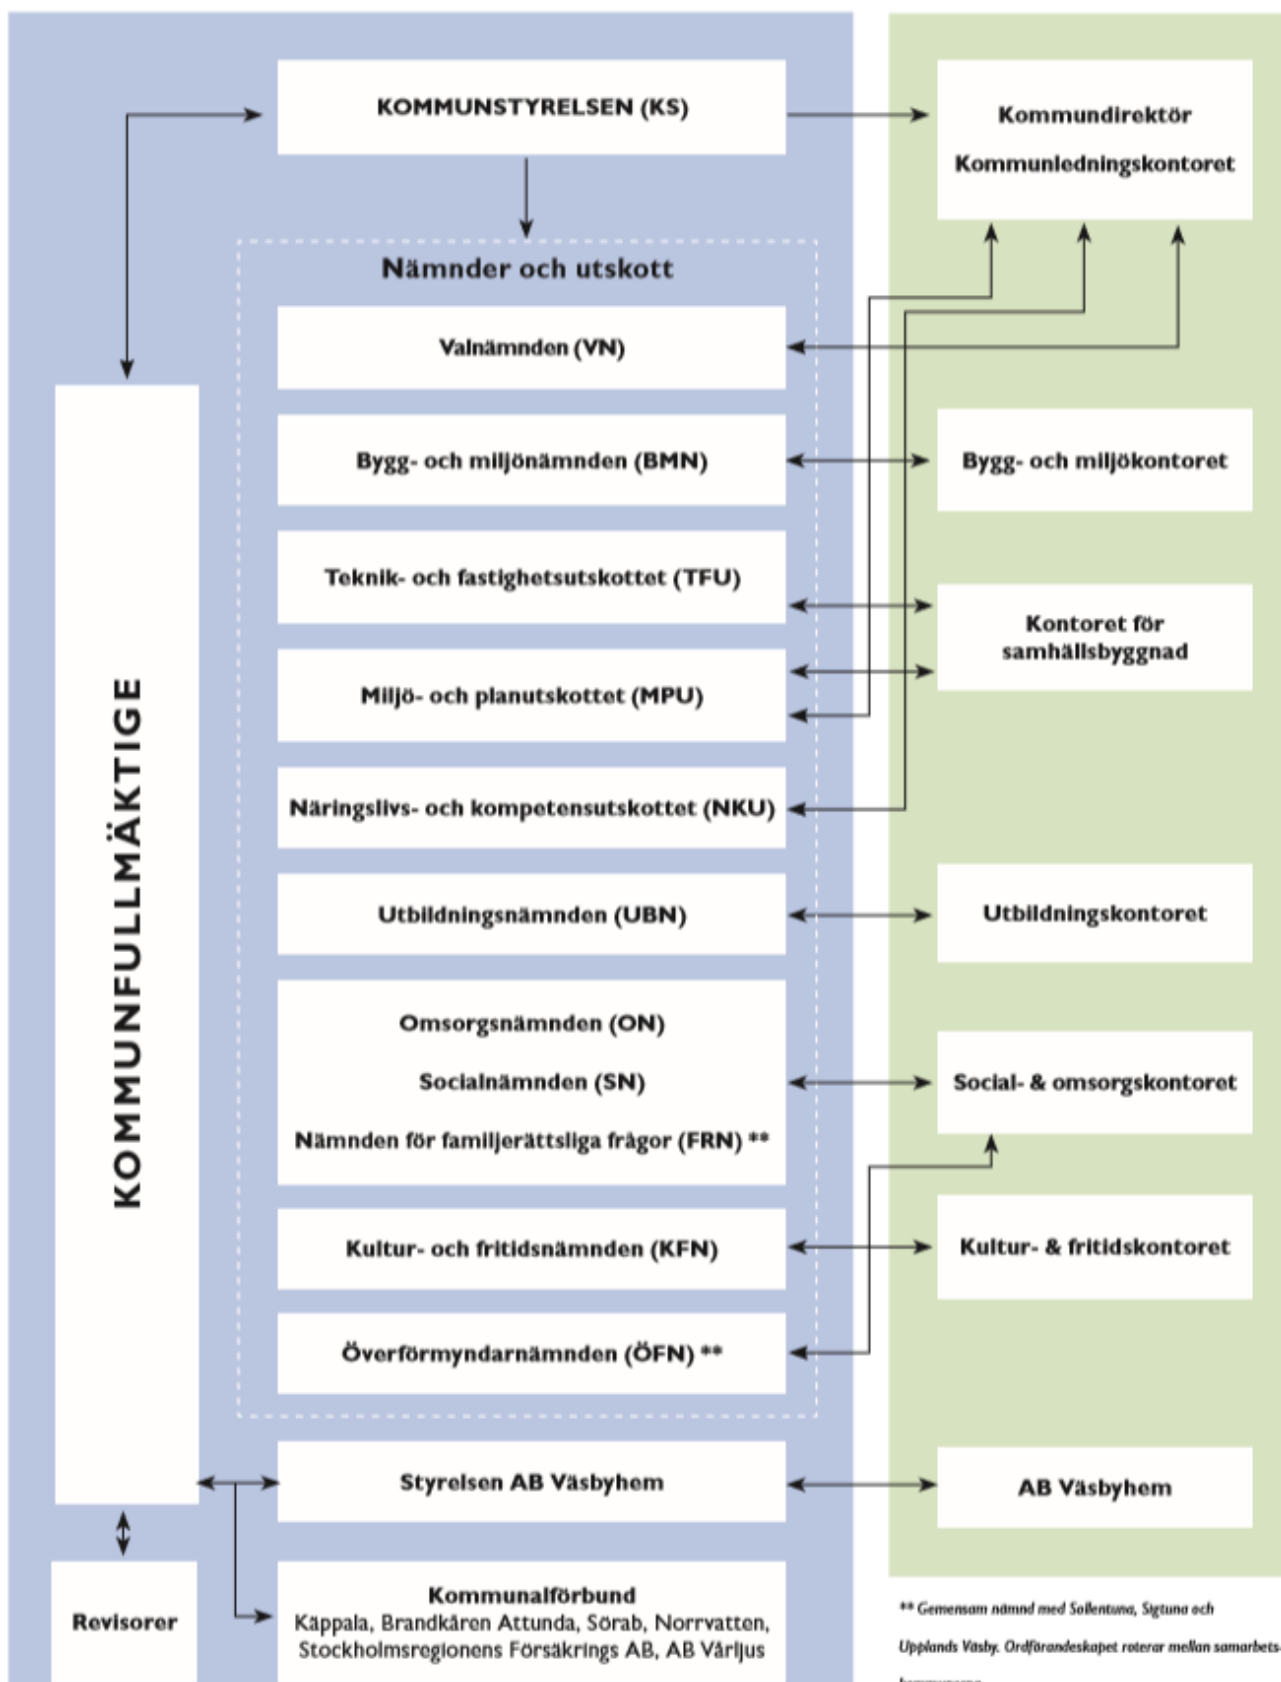 KOMMUNSTYRELSEN (KS)
Kommundirektör
Kommunledningskontoret
Nämnder och utskott
Valnämnden (VN)
Bygg- och miljönämnden (BMN)
Bygg- och miljökontoret
Teknik- och fastighetsutskottet (TFU)
Kontoret för
samhällsbyggnad
Miljö- och planutskottet (MPU)
Näringslivs- och kompetensutskottet (NKU)
KOMMUNFULLMÄKTIGE
Utbildningsnämnden (UBN)
Utbildningskontoret
Omsorgsnämnden (ON)
Socialnämnden (SN)
Nämnden för familjerättsliga frågor (FRN) **
Social- & omsorgskontoret
Kultur- och fritidsnämnden (KFN)
Kultur- & fritidskontoret
Överförmyndarnämnden (ÖFN) **
Styrelsen AB Väsbyhem
AB Väsbyhem
Revisorer
Kommunalförbund
Käppala, Brandkåren Attunda, Sörab, Norrvatten,
Stockholmsregionens Försäkrings AB, AB Vårljus
** Gemensam nämnd med Sollentuna, Sigtuna och
Upplands Väsby. Ordförandeskapet roterar mellan samarbets-